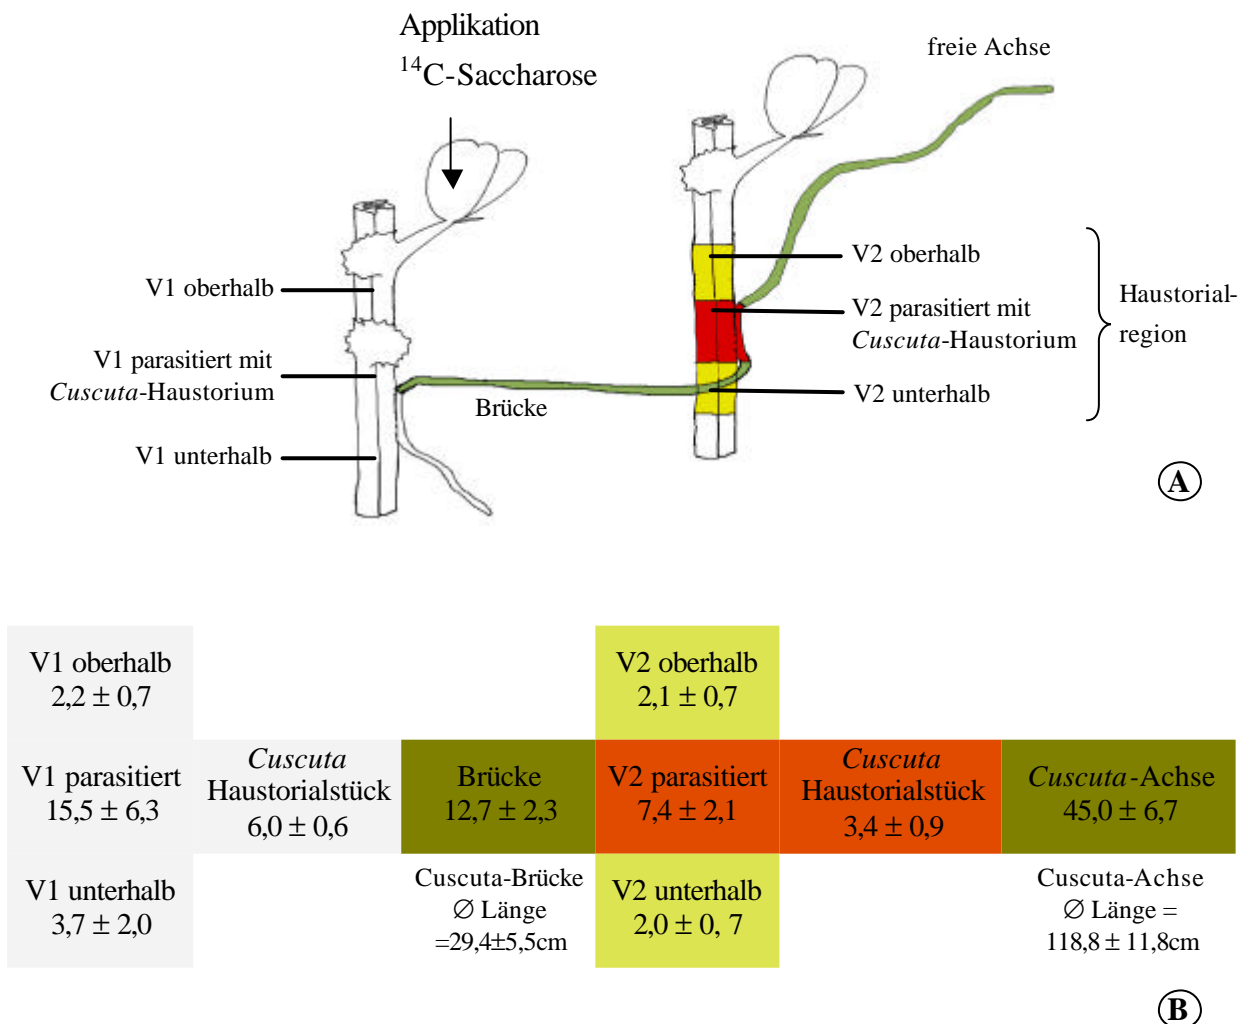 Applikation
14C-Saccharose
freie Achse
V1 oberhalb
V1 parasitiert mit
Cuscuta-Haustorium
V1 unterhalb
Brücke
V2 oberhalb
V2 parasitiert mit
Cuscuta-Haustorium
V2 unterhalb
Haustorial-
region
A
V1 oberhalb
2,2 ± 0,7
V2 oberhalb
2,1 ± 0,7
V1 parasitiert
15,5 ± 6,3
Cuscuta
Haustorialstück
6,0 ± 0,6
Brücke
12,7 ± 2,3
V2 parasitiert
7,4 ± 2,1
Cuscuta
Haustorialstück
3,4 ± 0,9
Cuscuta-Achse
45,0 ± 6,7
V1 unterhalb
3,7 ± 2,0
Cuscuta-Brücke
∅ Länge
=29,4±5,5cm
V2 unterhalb
2,0 ± 0, 7
Cuscuta-Achse
∅ Länge =
118,8 ± 11,8cm
B